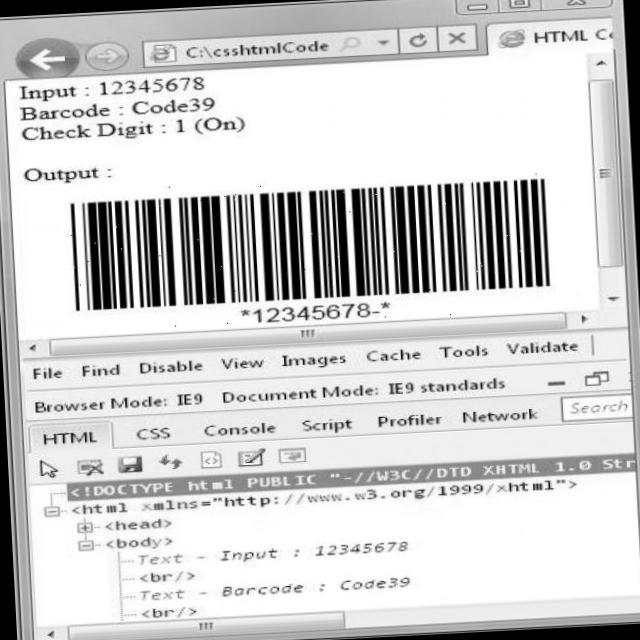 C:\csshtmlCode
HTML C
Input : 12345678
Barcode : Code39
Check Digit : 1 (On)
Output :
*12345678-*
File Find Disable View Images Cache Tools Validate
Browser Mode: IE9 Document Mode: IE9 standards
HTML CSS Console Script Profiler Network Search
<!DOCTYPE html PUBLIC "-//W3C//DTD XHTML 1.0 Str
<html xmlns="http://www.w3.org/1999/xhtml">
<head>
<body>
Text - Input : 12345678
<br/>
Text - Barcode : Code39
<br/>